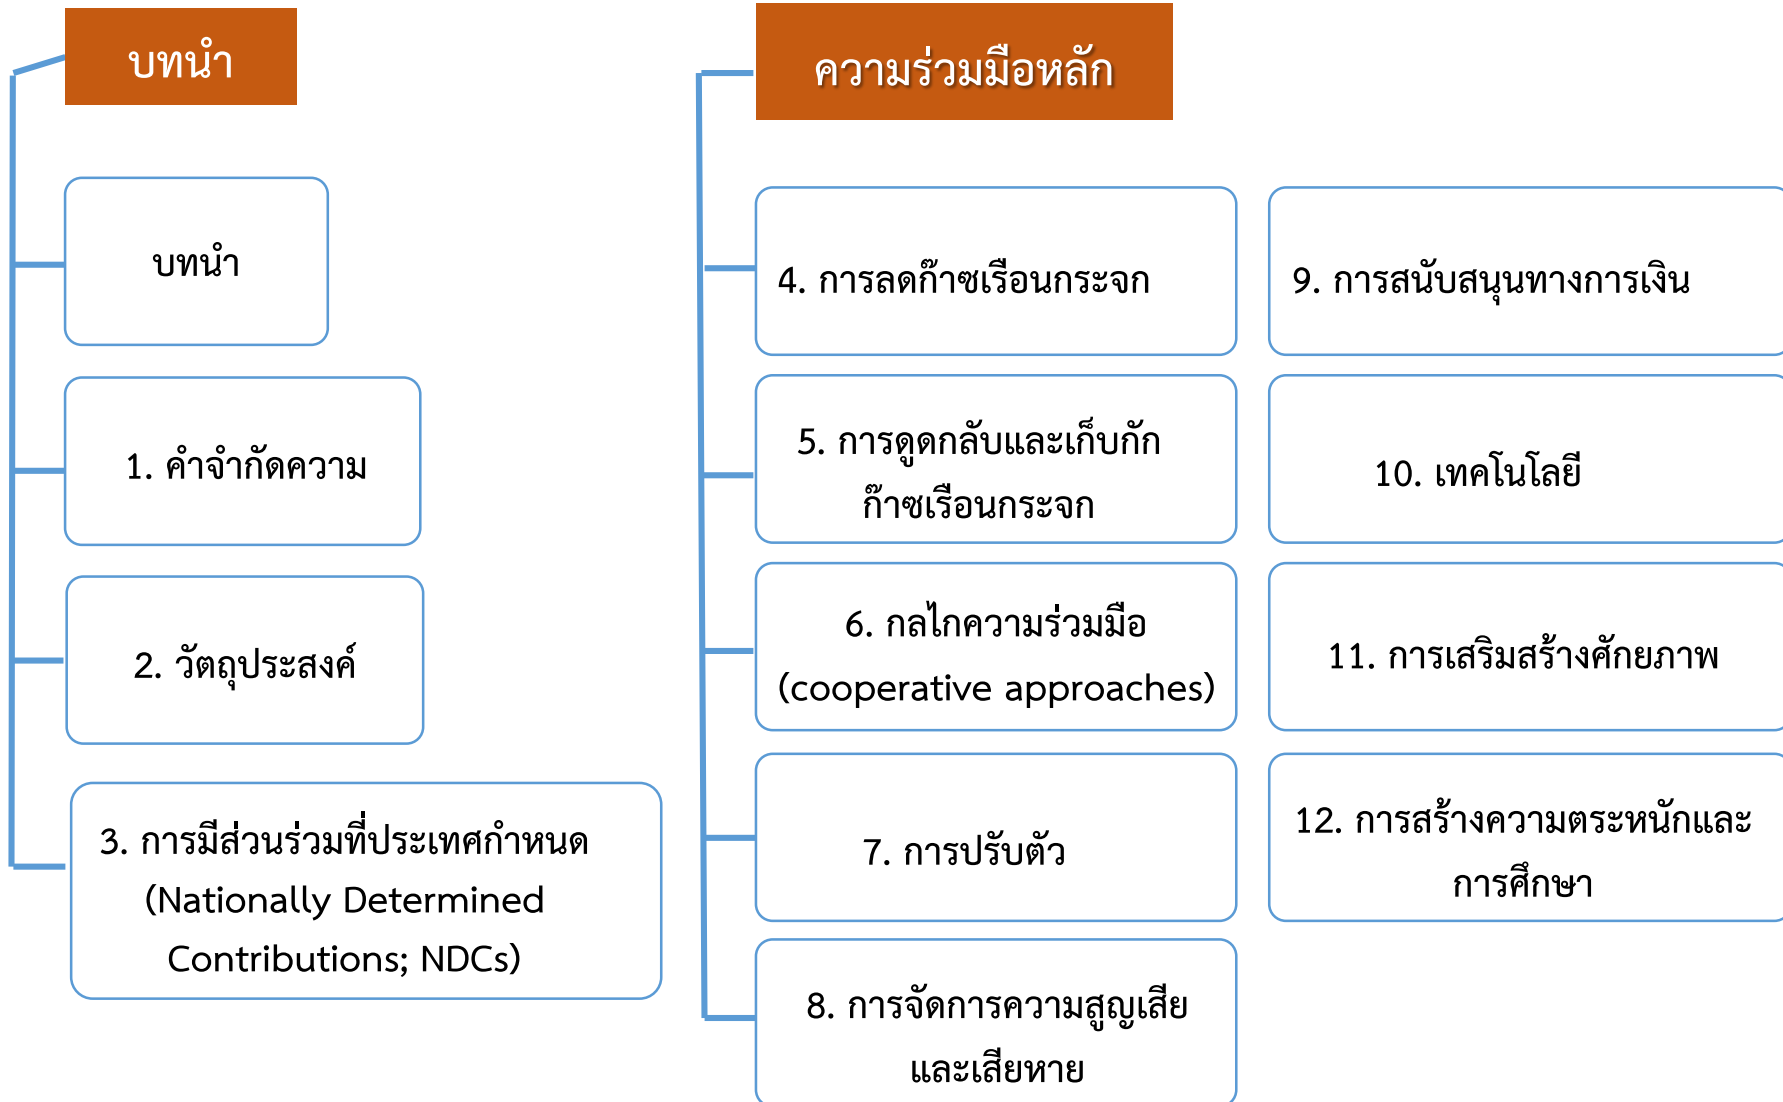 บทนำ
บทนำ
1. คำจำกัดความ
2. วัตถุประสงค์
3. การมีส่วนร่วมที่ประเทศกำหนด
(Nationally Determined
Contributions; NDCs)
ความร่วมมือหลัก
4. การลดก๊าซเรือนกระจก
5. การดูดกลับและเก็บกัก
ก๊าซเรือนกระจก
6. กลไกความร่วมมือ
(cooperative approaches)
7. การปรับตัว
8. การจัดการความสูญเสีย
และเสียหาย
9. การสนับสนุนทางการเงิน
10. เทคโนโลยี
11. การเสริมสร้างศักยภาพ
12. การสร้างความตระหนักและ
การศึกษา